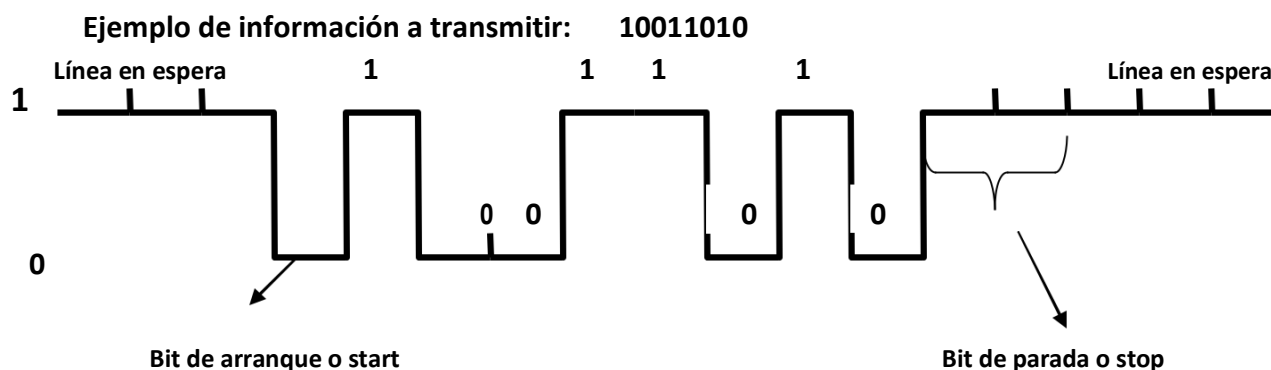 Ejemplo de información a transmitir: 10011010
Línea en espera 1 1 1 1 Línea en espera
1
0 0 0 0
0
Bit de arranque o start Bit de parada o stop